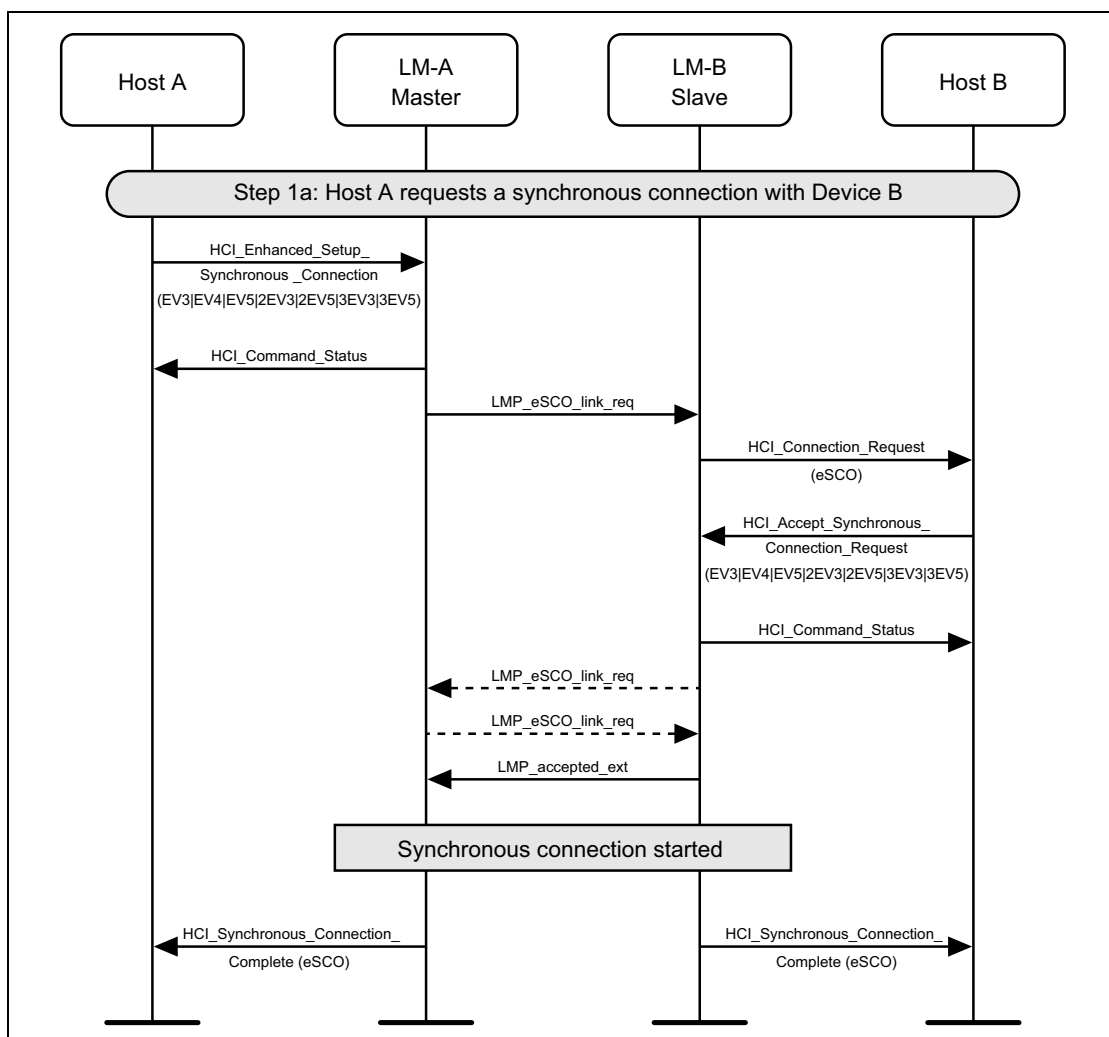 Host A
LM-A
Master
LM-B
Slave
Host B
Step 1a: Host A requests a synchronous connection with Device B
HCI_Enhanced_Setup_
Synchronous _Connection
(EV3|EV4|EV5|2EV3|2EV5|3EV3|3EV5)
HCI_Command_Status
LMP_eSCO_link_req
HCI_Connection_Request
(eSCO)
HCI_Accept_Synchronous_
Connection_Request
(EV3|EV4|EV5|2EV3|2EV5|3EV3|3EV5)
HCI_Command_Status
LMP_eSCO_link_req
LMP_eSCO_link_req
LMP_accepted_ext
Synchronous connection started
HCI_Synchronous_Connection_
Complete (eSCO)
HCI_Synchronous_Connection_
Complete (eSCO)